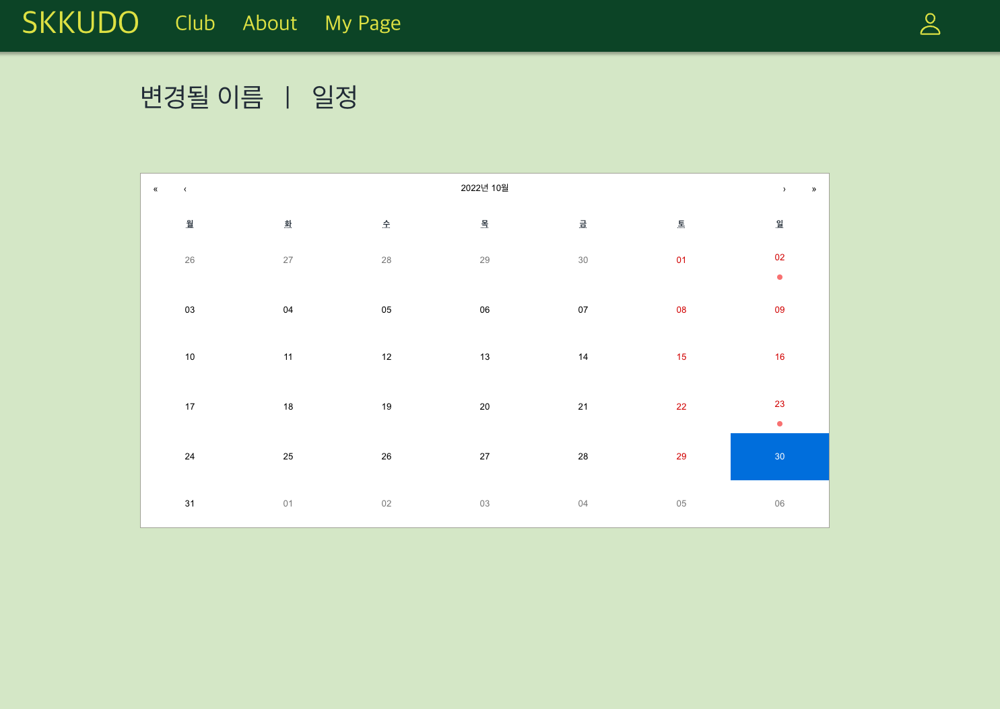 SKKUDO Club About My Page
변경될 이름 | 일정
« ‹ 2022년 10월 › »
월 화 수 목 금 토 일
26 27 28 29 30 01 02
03 04 05 06 07 08 09
10 11 12 13 14 15 16
17 18 19 20 21 22 23
24 25 26 27 28 29 30
31 01 02 03 04 05 06